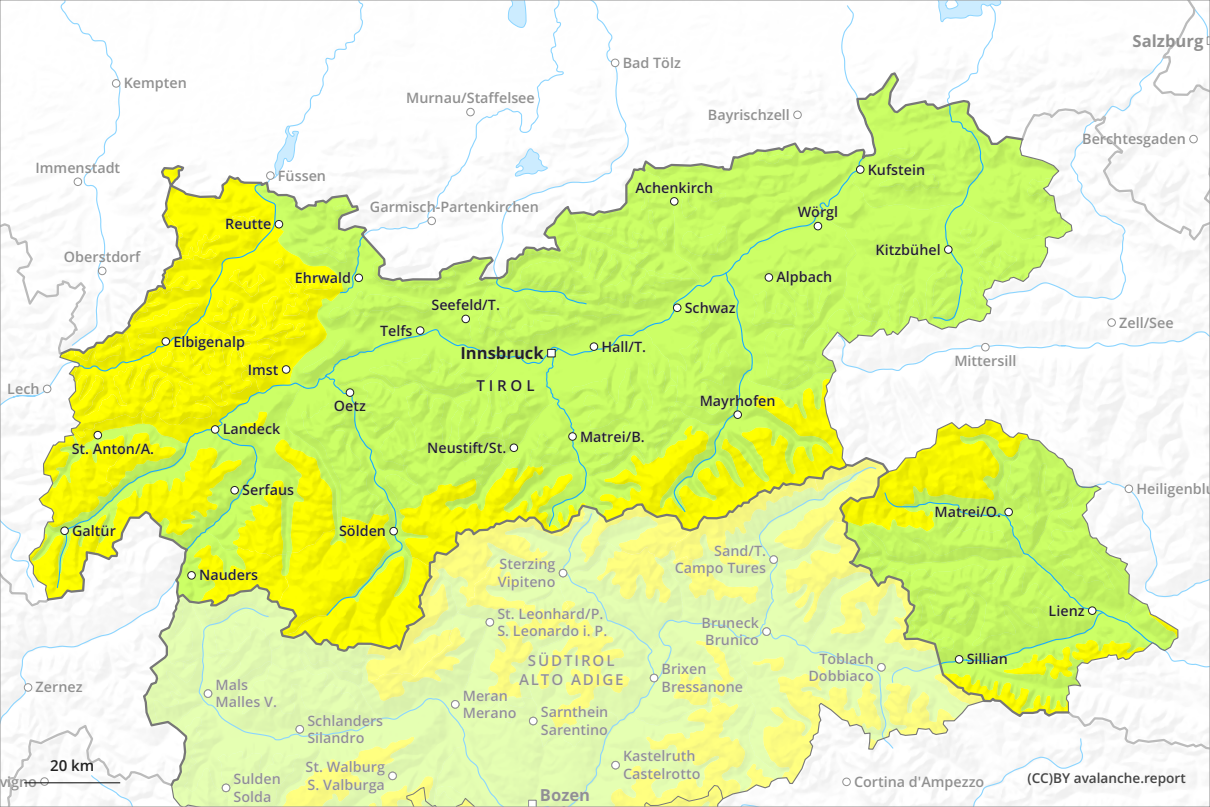 Salzburg
Bad Tölz
Kempten
Murnau/Staffelsee
Bayrischzell
Berchtesgaden
Immenstadt
Füssen
Kufstein
Achenkirch
Garmisch-Partenkirchen
Wörgl
Reutte
Kitzbühel
Oberstdorf
Ehrwald
Alpbach
Seefeld/T.
Schwaz
Zell/See
Telfs
Elbigenalp
Innsbruck
Hall/T.
Mittersill
Imst
TIROL
Lech
Oetz
Mayrhofen
Landeck
St. Anton/A.
Matrei/B.
Neustift/St.
Serfaus
Heiligenblu
Matrei/O.
Galtür
Sölden
Sand/T.
Campo Tures
Sterzing
Vipiteno
Nauders
Lienz
St. Leonhard/P.
S. Leonardo i. P.
Bruneck
Brunico
SÜDTIROL
ALTO ADIGE
Sillian
Toblach
Dobbiaco
Brixen
Bressanone
Zernez
Mals
Malles V.
Meran
Merano
Sarnthein
Sarentino
Schlanders
Silandro
20 km
Kastelruth
Castelrotto
St. Walburg
S. Valburga
vigno
Sulden
Solda
Cortina d'Ampezzo
(CC)BY avalanche.report
Bozen